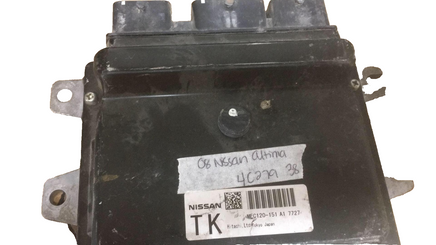 08 Nissan altima
4C279 38
NISSAN
MEC120-151 A1 7727
TK
Hitachi, Ltd. Tokyo Japan